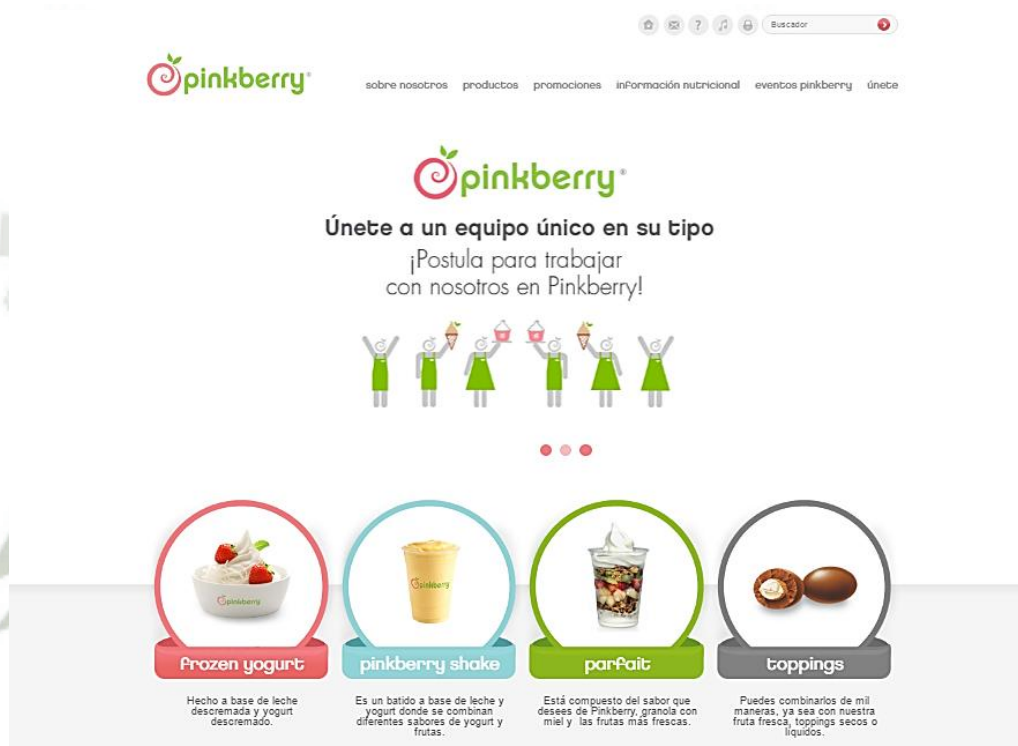 Buscador
pinkberry®
sobre nosotros productos promociones información nutricional eventos pinkberry únete
pinkberry®
Únete a un equipo único en su tipo
¡Postula para trabajar
con nosotros en Pinkberry!
pinkberry
pinkberry
frozen yogurt
pinkberry shake
parfait
toppings
Hecho a base de leche
descremada y yogurt
descremado.
Es un batido a base de leche y
yogurt donde se combinan
diferentes sabores de yogurt y
frutas.
Está compuesto del sabor que
desees de Pinkberry, granola con
miel y las frutas más frescas.
Puedes combinarlos de mil
maneras, ya sea con nuestra
fruta fresca, toppings secos o
líquidos.